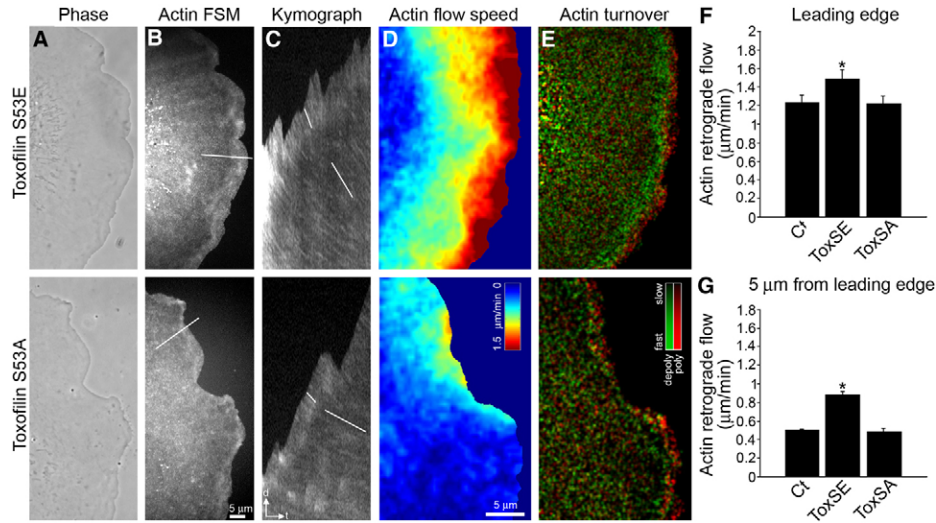 Phase Actin FSM Kymograph Actin flow speed Actin turnover
A B C D E
Toxofilin S53E
Toxofilin S53A
5 μm
d
t
1.5 μm/min 0
5 μm
fast slow
depoly
poly
F Leading edge
Actin retrograde flow
(μm/min)
2
1.8
1.6
1.4
1.2
1
0.8
0.6
0.4
0.2
0
*
Ct ToxSE ToxSA
G 5 μm from leading edge
Actin retrograde flow
(μm/min)
1.8
1.6
1.4
1.2
1
0.8
0.6
0.4
0.2
0
*
Ct ToxSE ToxSA